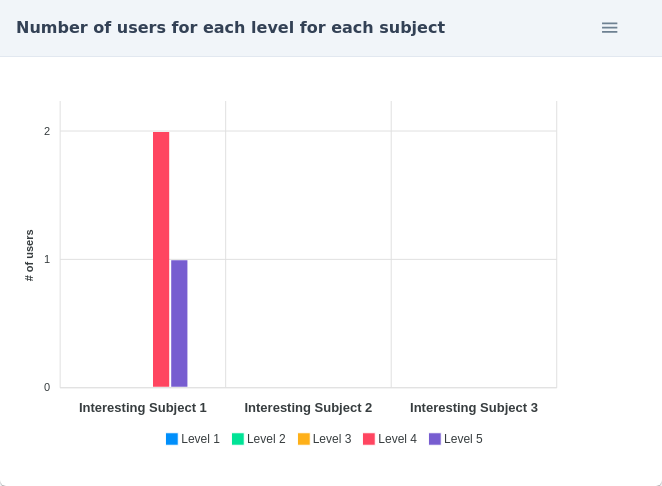 Number of users for each level for each subject
2
1
0
# of users
Interesting Subject 1 Interesting Subject 2 Interesting Subject 3
Level 1 Level 2 Level 3 Level 4 Level 5